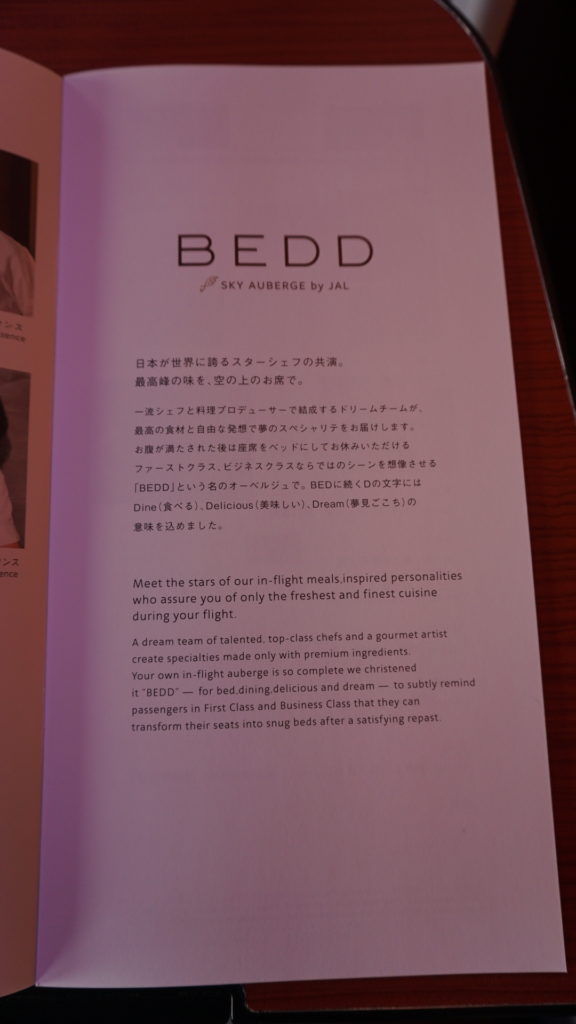 BEDD
SKY AUBERGE by JAL
日本が世界に誇るスターシェフの共演。
最高峰の味を、空の上のお席で。
一流シェフと料理プロデューサーで結成するドリームチームが、
最高の食材と自由な発想で夢のスペシャリテをお届けします。
お腹が満たされた後は座席をベッドにしてお休みいただける
ファーストクラス、ビジネスクラスならではのシーンを想像させる
「BEDD」という名のオーベルジュで。BEDに続くDの文字には
Dine（食べる）、Delicious（美味しい）、Dream（夢見ごこち）の
意味を込めました。
Meet the stars of our in-flight meals,inspired personalities
who assure you of only the freshest and finest cuisine
during your flight.
A dream team of talented, top-class chefs and a gourmet artist
create specialties made only with premium ingredients.
Your own in-flight auberge is so complete we christened
it "BEDD" — for bed,dining,delicious and dream — to subtly remind
passengers in First Class and Business Class that they can
transform their seats into snug beds after a satisfying repast.